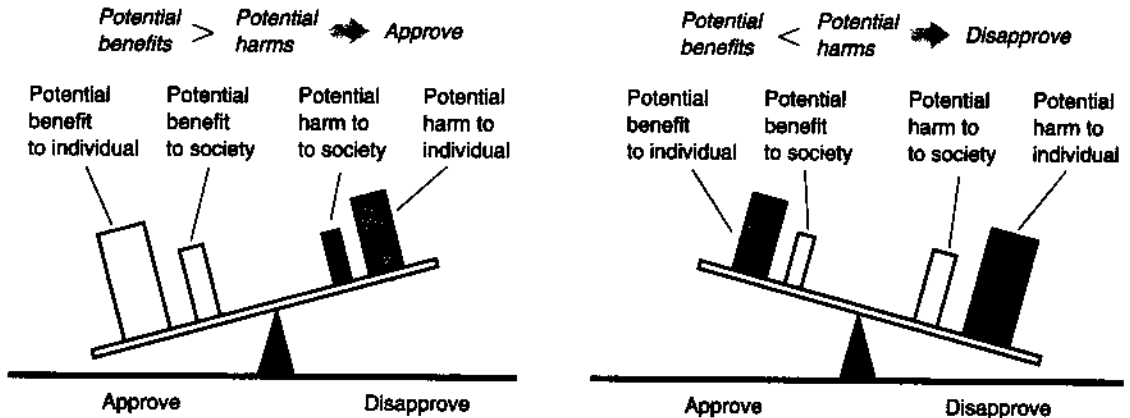 Potential benefits > Potential harms → Approve
Potential benefit to individual
Potential benefit to society
Potential harm to society
Potential harm to individual
Approve
Disapprove
Potential benefits < Potential harms → Disapprove
Potential benefit to individual
Potential benefit to society
Potential harm to society
Potential harm to individual
Approve
Disapprove